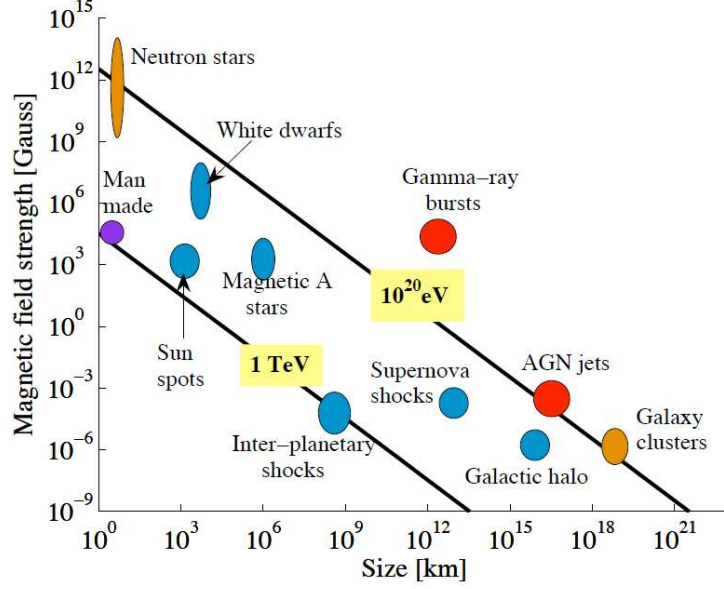 10^15
10^12
10^9
10^6
10^3
10^0
10^−3
10^−6
10^−9
Magnetic field strength [Gauss]
Neutron stars
White dwarfs
Man
made
Gamma−ray
bursts
Magnetic A
stars
10^20eV
Sun
spots
1 TeV
Supernova
shocks
AGN jets
Inter−planetary
shocks
Galaxy
clusters
Galactic halo
10^0
10^3
10^6
10^9
10^12
10^15
10^18
10^21
Size [km]